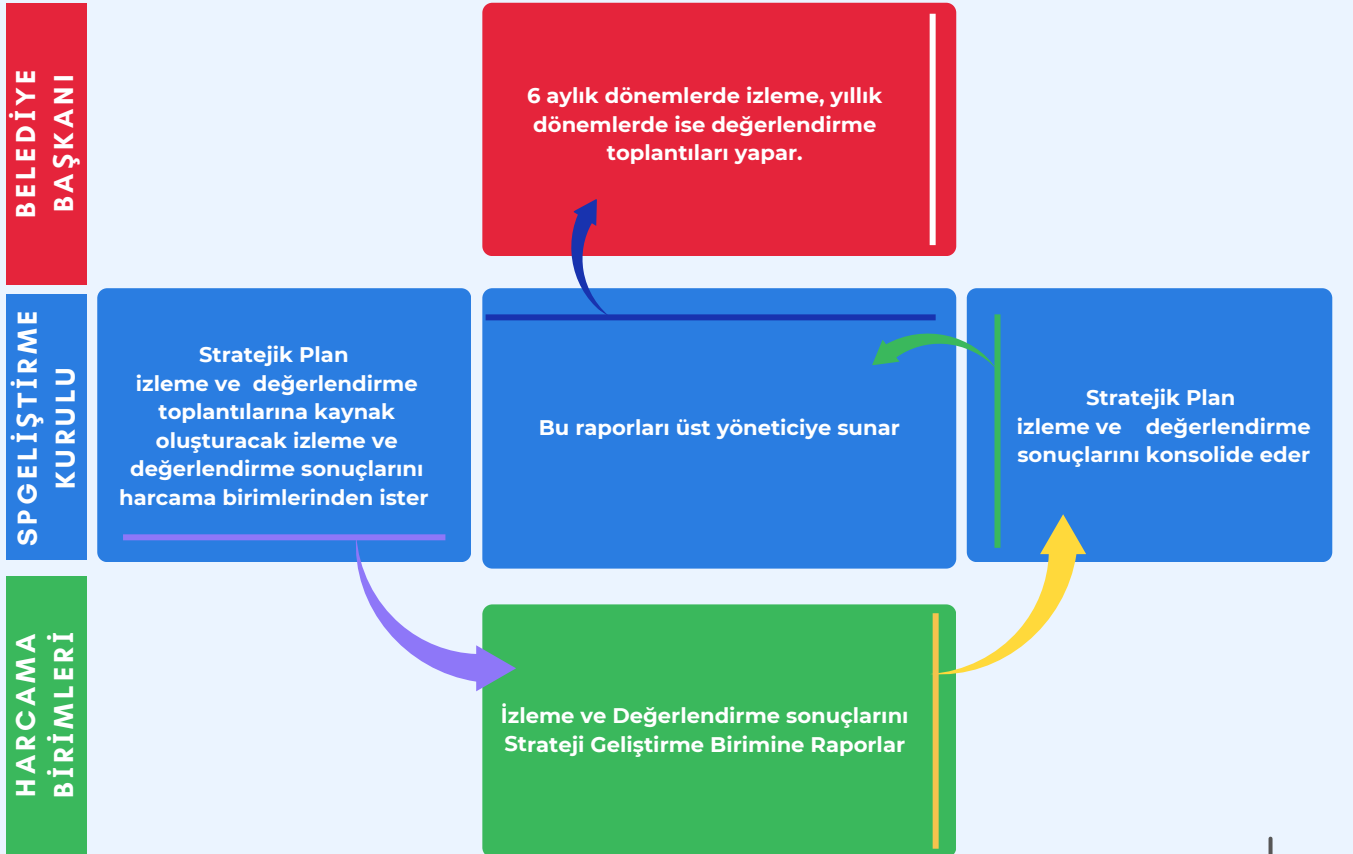 BELEDİYE
BAŞKANI
6 aylık dönemlerde izleme, yıllık
dönemlerde ise değerlendirme
toplantıları yapar.
SPGELİŞTİRME
KURULU
Stratejik Plan
izleme ve değerlendirme
toplantılarına kaynak
oluşturacak izleme ve
değerlendirme sonuçlarını
harcama birimlerinden ister
Bu raporları üst yöneticiye sunar
Stratejik Plan
izleme ve değerlendirme
sonuçlarını konsolide eder
HARCAMA
BİRİMLERİ
İzleme ve Değerlendirme sonuçlarını
Strateji Geliştirme Birimine Raporlar